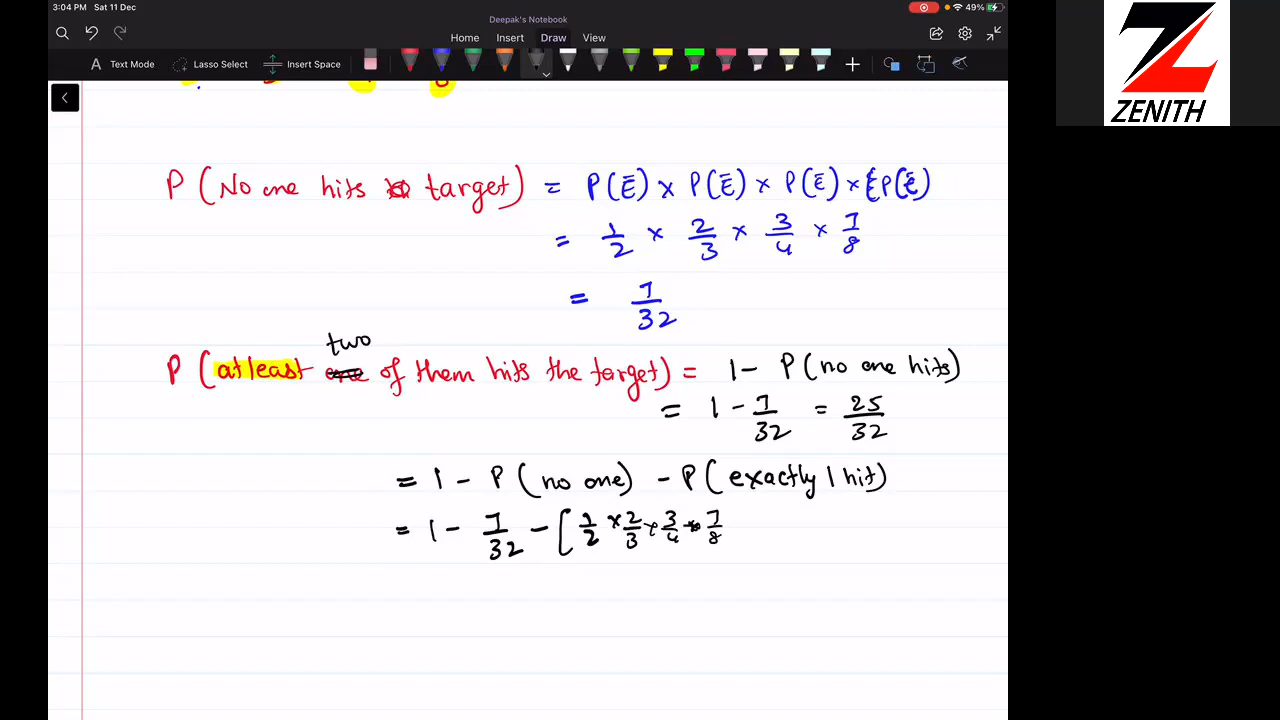 3:04 PM Sat 11 Dec
49%
Deepak's Notebook
Home Insert Draw View
Text Mode Lasso Select Insert Space
ZENITH
P (No one hits target) = P(Ē) × P(Ē) × P(Ē) × P(Ē)
= 1/2 × 2/3 × 3/4 × 7/8
= 7/32
two
P (atleast one of them hits the target) = 1 - P (no one hits)
= 1 - 7/32 = 25/32
= 1 - P (no one) - P (exactly 1 hit)
= 1 - 7/32 - [ 1/2 × 2/3 × 3/4 × 7/8